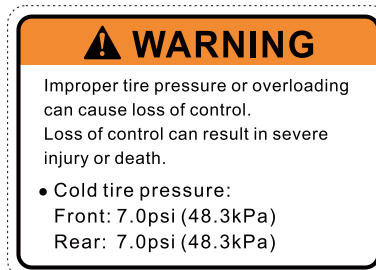 WARNING
Improper tire pressure or overloading
can cause loss of control.
Loss of control can result in severe
injury or death.
• Cold tire pressure:
Front: 7.0psi (48.3kPa)
Rear: 7.0psi (48.3kPa)